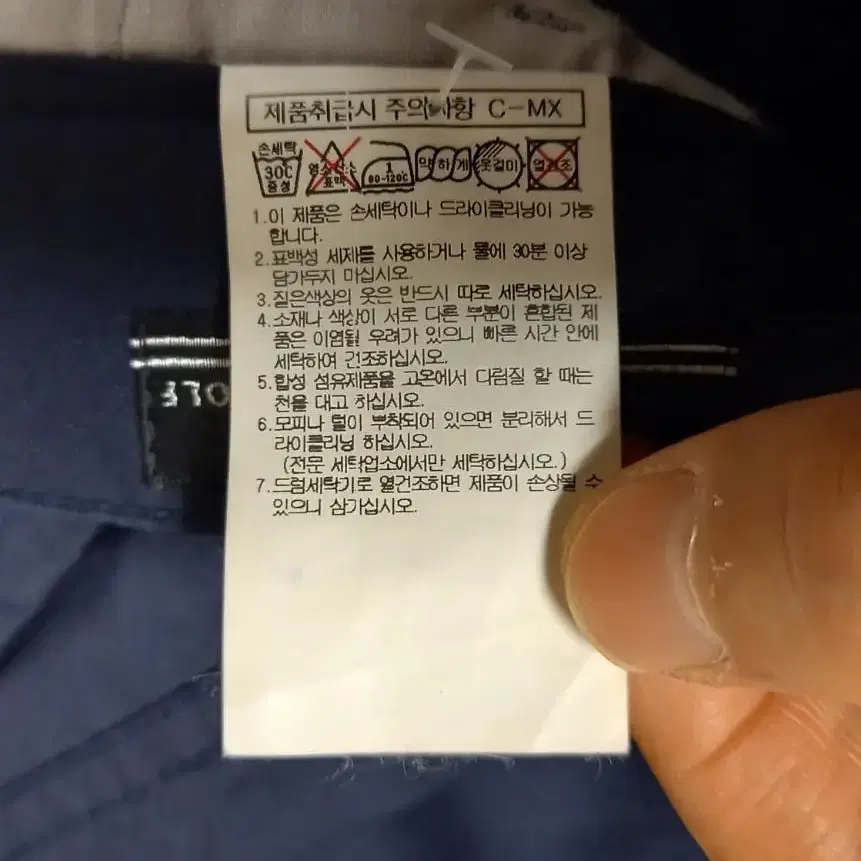 제품취급시 주의사항 C-MX
손세탁
30℃
중성
염소산소
표백
1
80-120℃
약하게
옷걸이
열건조
1.이 제품은 손세탁이나 드라이클리닝이 가능
합니다.
2.표백성 세제를 사용하거나 물에 30분 이상
담가두지 마십시오.
3.짙은색상의 옷은 반드시 따로 세탁하십시오.
4.소재나 색상이 서로 다른 부분이 혼합된 제
품은 이염될 우려가 있으니 빠른 시간 안에
세탁하여 건조하십시오.
5.합성 섬유제품을 고온에서 다림질 할 때는
천을 대고 하십시오.
6.모피나 털이 부착되어 있으면 분리해서 드
라이클리닝 하십시오.
(전문 세탁업소에서만 세탁하십시오.)
7.드럼세탁기로 열건조하면 제품이 손상될 수
있으니 삼가십시오.